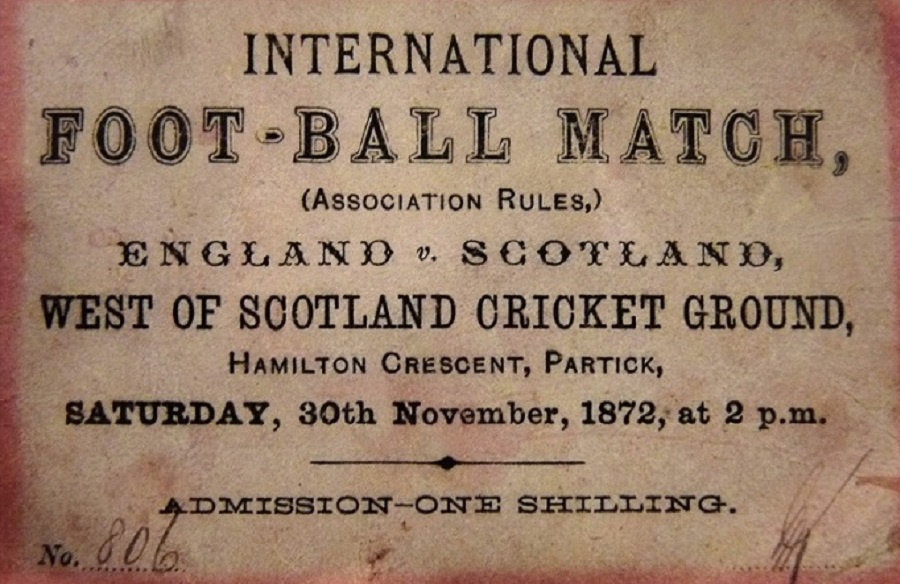 INTERNATIONAL
FOOT-BALL MATCH,
(ASSOCIATION RULES,)
ENGLAND v. SCOTLAND,
WEST OF SCOTLAND CRICKET GROUND,
HAMILTON CRESCENT, PARTICK,
SATURDAY, 30th November, 1872, at 2 p.m.
ADMISSION—ONE SHILLING.
No. 806